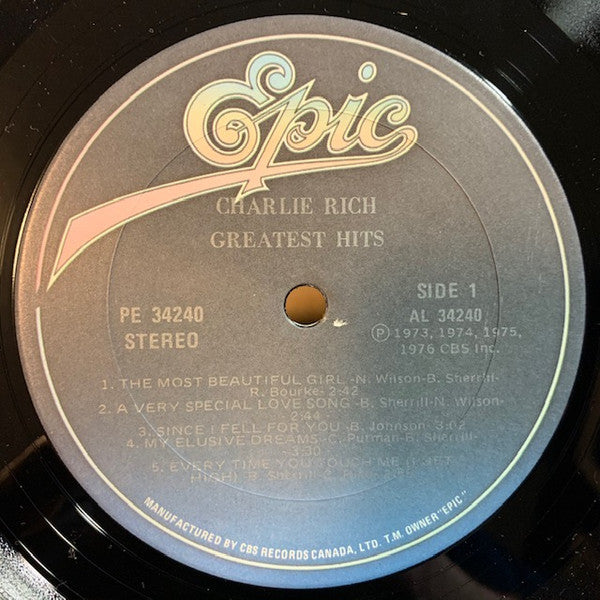 Epic
CHARLIE RICH
GREATEST HITS
PE 34240
STEREO
SIDE 1
AL 34240
Ⓟ 1973, 1974, 1975,
1976 CBS Inc.
1. THE MOST BEAUTIFUL GIRL -N. Wilson-B. Sherrill-
R. Bourke- 2:42
2. A VERY SPECIAL LOVE SONG -B. Sherrill-N. Wilson-
2:44
3. SINCE I FELL FOR YOU -B. Johnson- 3:02
4. MY ELUSIVE DREAMS -C. Putman-B. Sherrill-
3:30
5. EVERY TIME YOU TOUCH ME (I GET
HIGH) B. Sherrill-C.
MANUFACTURED BY CBS RECORDS CANADA, LTD. T.M. OWNER "EPIC"